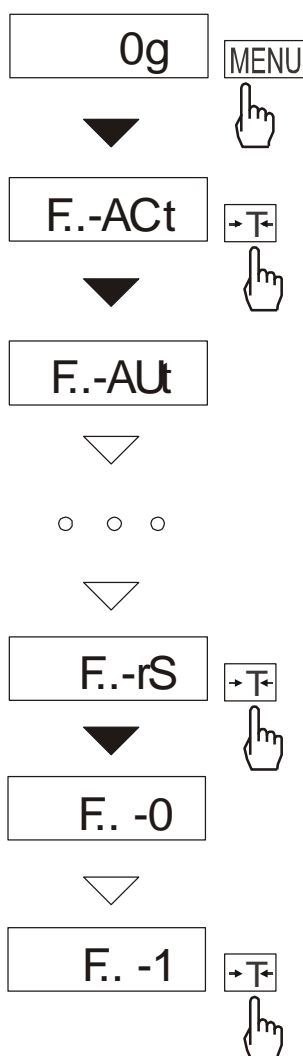 0g MENU
F..-ACt →T←
F..-AUt
F..-rS →T←
F.. -0
F.. -1 →T←